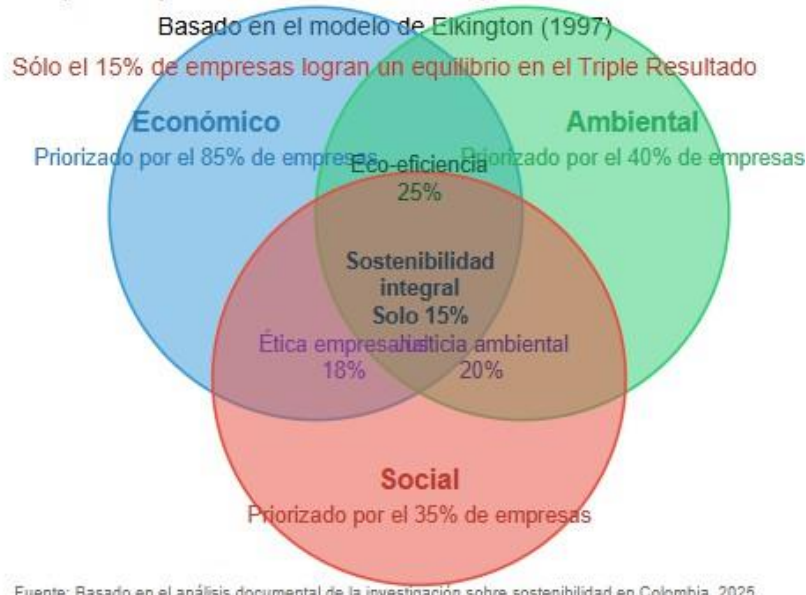 Basado en el modelo de Elkington (1997)
Sólo el 15% de empresas logran un equilibrio en el Triple Resultado
Económico
Priorizado por el 85% de empresas
Ambiental
Priorizado por el 40% de empresas
Eco-eficiencia
25%
Sostenibilidad
integral
Solo 15%
Ética empresarial
18%
Justicia ambiental
20%
Social
Priorizado por el 35% de empresas
Fuente: Basado en el análisis documental de la investigación sobre sostenibilidad en Colombia, 2025